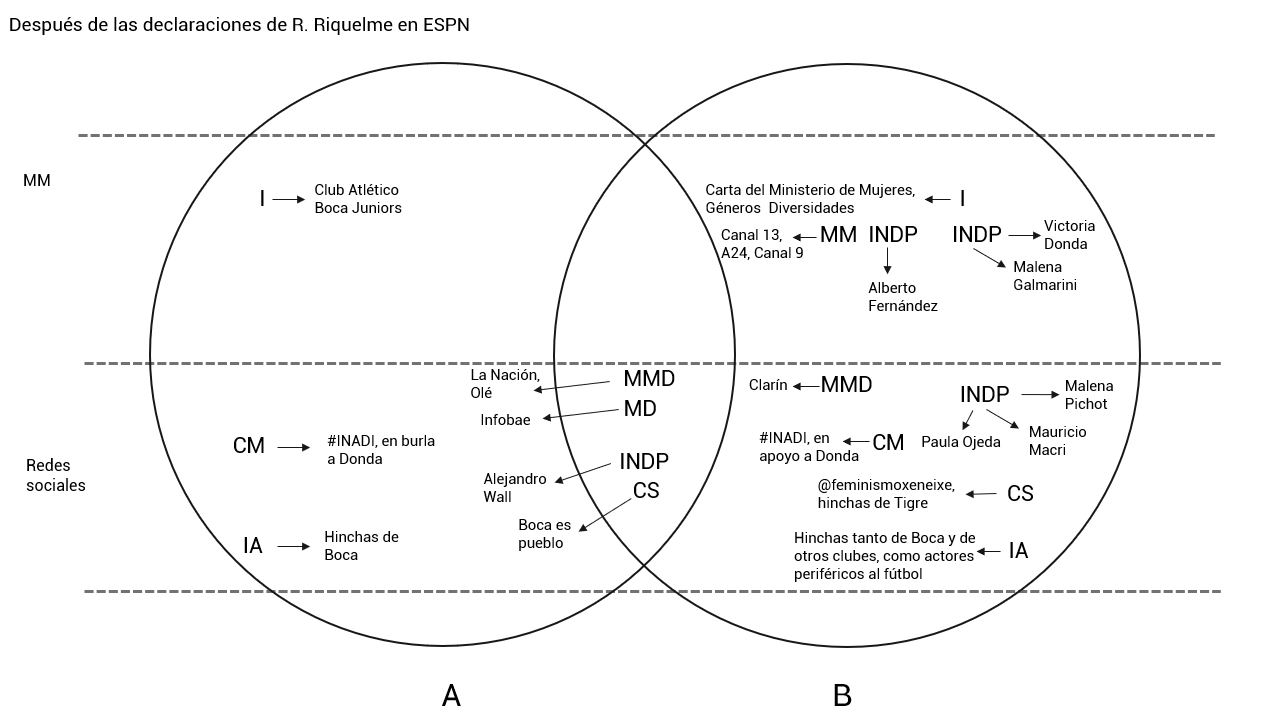 Después de las declaraciones de R. Riquelme en ESPN
MM
I
Club Atlético
Boca Juniors
Carta del Ministerio de Mujeres,
Géneros Diversidades
I
Canal 13,
A24, Canal 9
MM
INDP
Alberto
Fernández
INDP
Victoria
Donda
Malena
Galmarini
Redes
sociales
CM
#INADI, en burla
a Donda
IA
Hinchas de
Boca
La Nación,
Olé
MMD
Infobae
MD
Alejandro
Wall
INDP
Boca es
pueblo
CS
Clarín
MMD
INDP
Malena
Pichot
Paula Ojeda
Mauricio
Macri
#INADI, en
apoyo a Donda
CM
@feminismoxeneixe,
hinchas de Tigre
CS
Hinchas tanto de Boca y de
otros clubes, como actores
periféricos al fútbol
IA
A
B